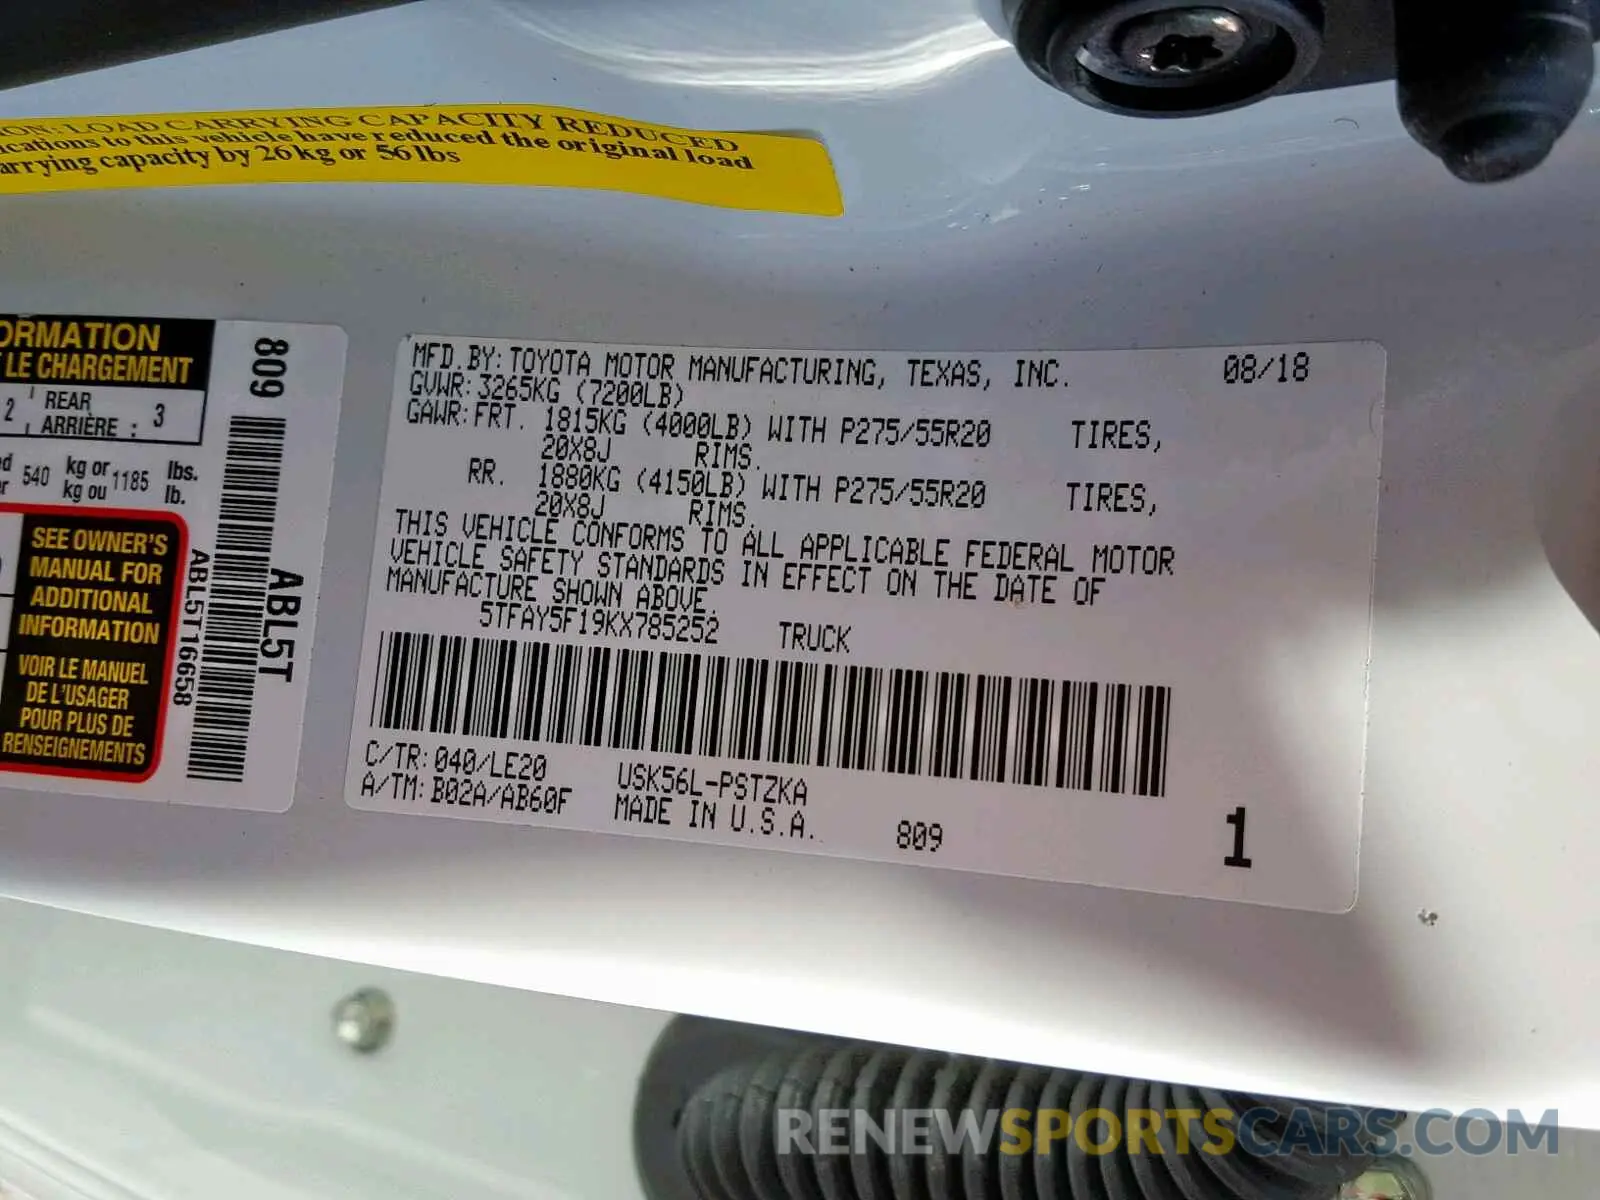 ION: LOAD CARRYING CAPACITY REDUCED
ications to this vehicle have reduced the original load
arrying capacity by 26kg or 56lbs
ORMATION
LE CHARGEMENT
2 REAR
ARRIÈRE : 3
540 kg or 1185 lbs.
kg ou lb.
SEE OWNER'S
MANUAL FOR
ADDITIONAL
INFORMATION
VOIR LE MANUEL
DE L'USAGER
POUR PLUS DE
RENSEIGNEMENTS
809
ABL5T
ABL5T16658
MFD.BY: TOYOTA MOTOR MANUFACTURING, TEXAS, INC. 08/18
GVWR: 3265KG (7200LB)
GAWR: FRT. 1815KG (4000LB) WITH P275/55R20 TIRES,
20X8J RIMS.
RR. 1880KG (4150LB) WITH P275/55R20 TIRES,
20X8J RIMS.
THIS VEHICLE CONFORMS TO ALL APPLICABLE FEDERAL MOTOR
VEHICLE SAFETY STANDARDS IN EFFECT ON THE DATE OF
MANUFACTURE SHOWN ABOVE.
5TFAY5F19KX785252 TRUCK
C/TR: 040/LE20 USK56L-PSTZKA
A/TM: B02A/AB60F MADE IN U.S.A. 809
1
RENEWSPORTSCARS.COM